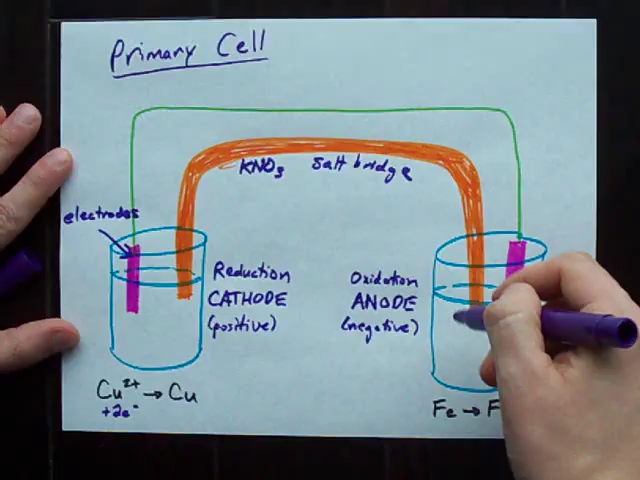 Primary Cell
KNO₃ Salt bridge
electrodes
Reduction
CATHODE
(positive)
Oxidation
ANODE
(negative)
Cu²⁺ → Cu
+2e⁻
Fe → F